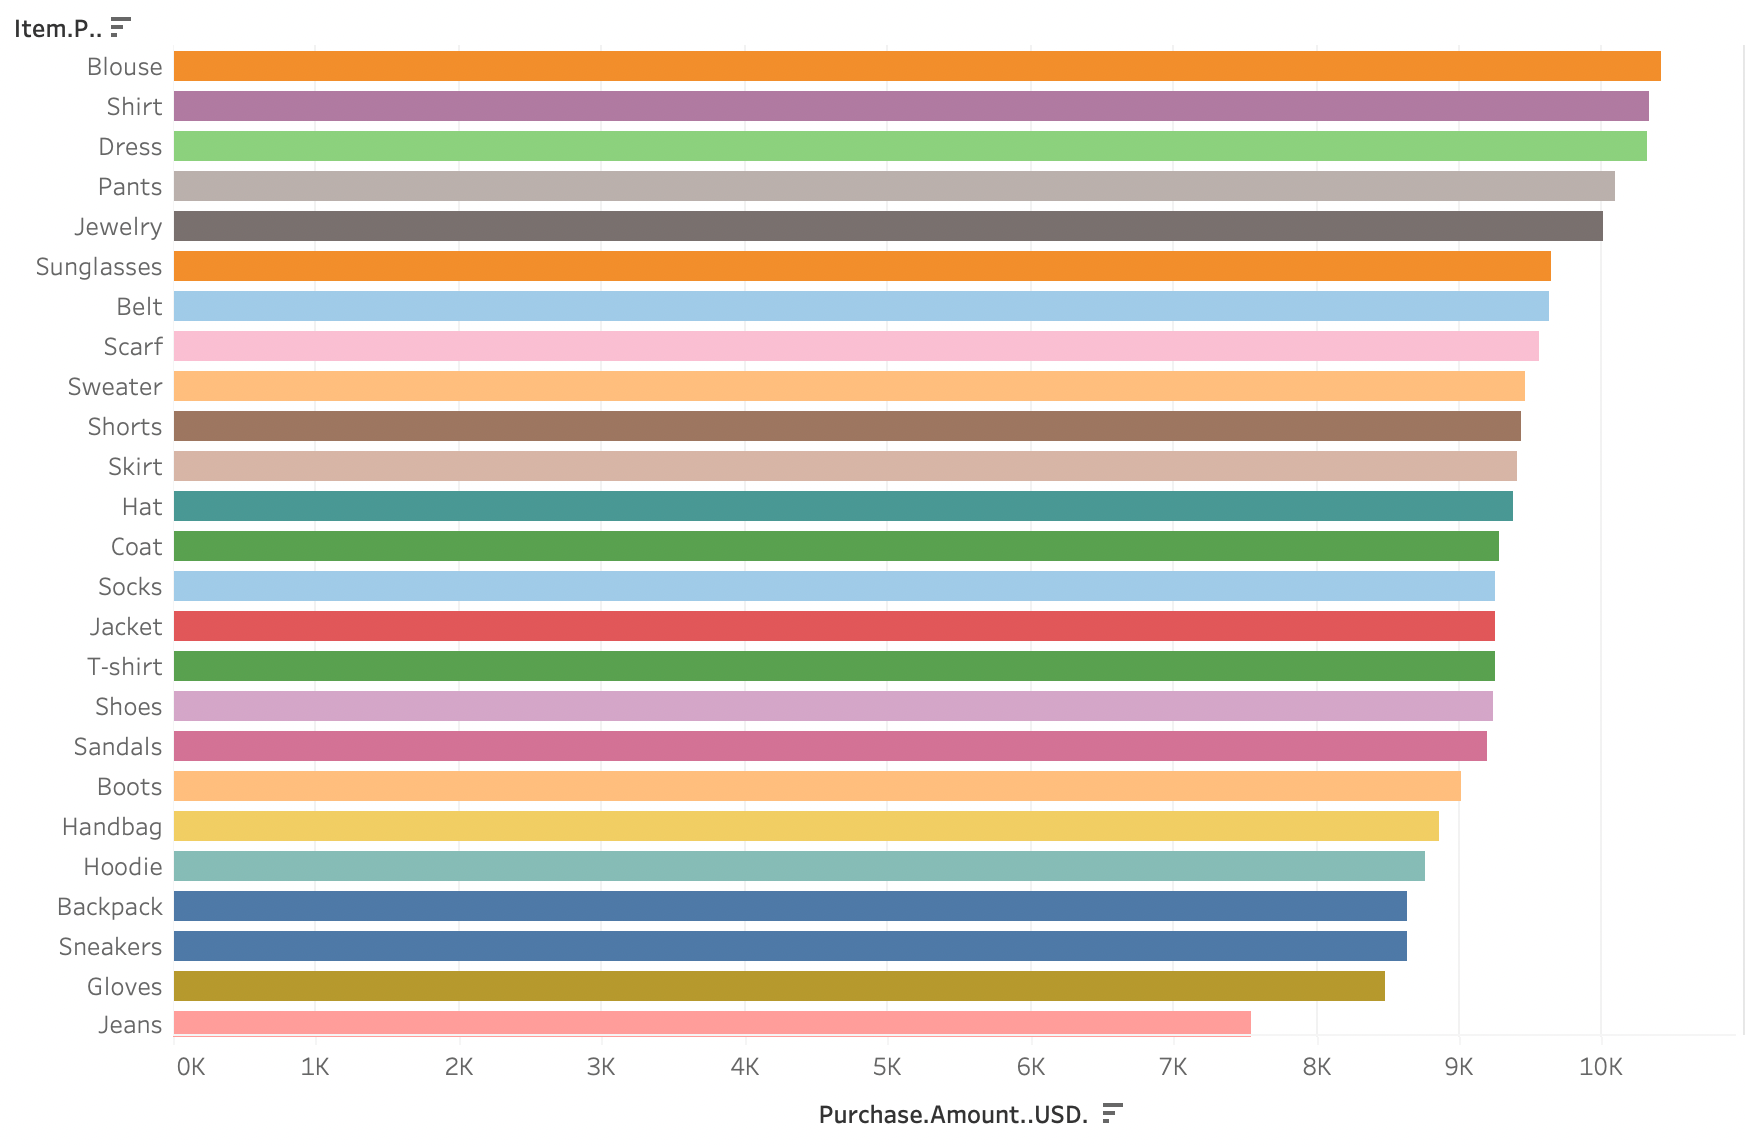 Item.P..
Blouse
Shirt
Dress
Pants
Jewelry
Sunglasses
Belt
Scarf
Sweater
Shorts
Skirt
Hat
Coat
Socks
Jacket
T-shirt
Shoes
Sandals
Boots
Handbag
Hoodie
Backpack
Sneakers
Gloves
Jeans
0K 1K 2K 3K 4K 5K 6K 7K 8K 9K 10K
Purchase.Amount..USD.